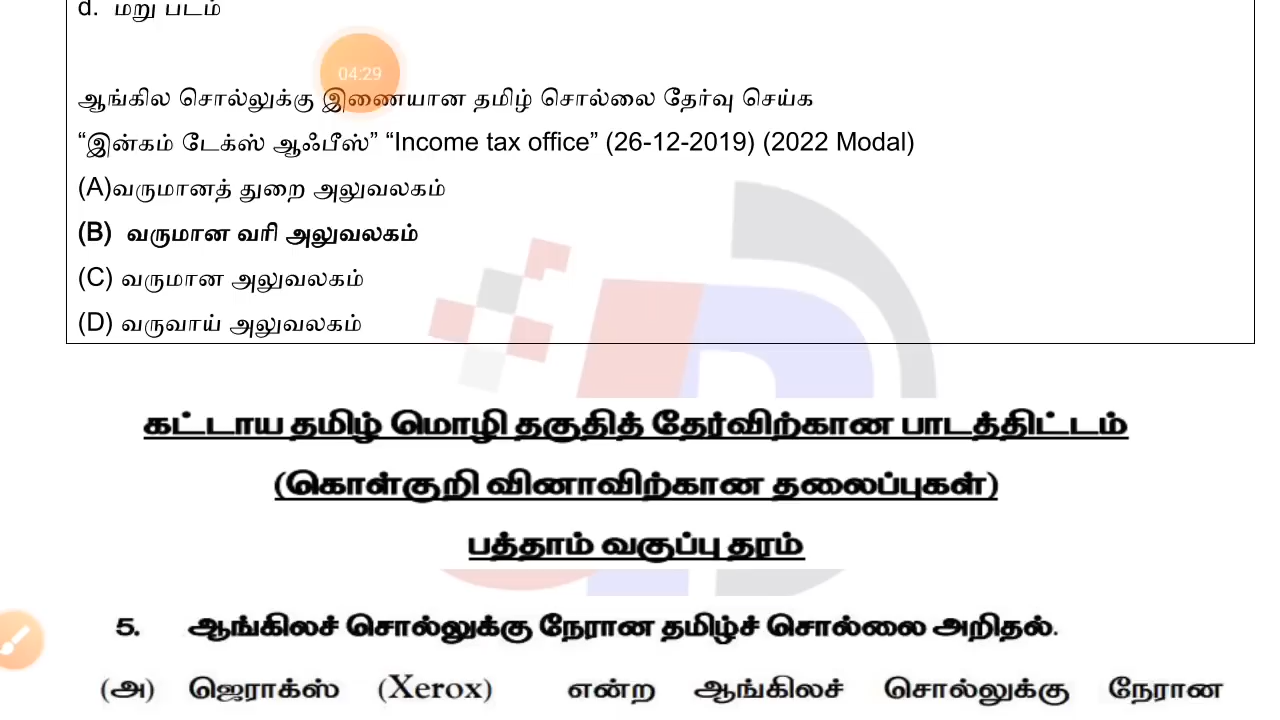 d. மறு படம்
04:29
ஆங்கில சொல்லுக்கு இணையான தமிழ் சொல்லை தேர்வு செய்க
“இன்கம் டேக்ஸ் ஆஃபீஸ்” “Income tax office” (26-12-2019) (2022 Modal)
(A)வருமானத் துறை அலுவலகம்
(B) வருமான வரி அலுவலகம்
(C) வருமான அலுவலகம்
(D) வருவாய் அலுவலகம்
கட்டாய தமிழ் மொழி தகுதித் தேர்விற்கான பாடத்திட்டம்
(கொள்குறி வினாவிற்கான தலைப்புகள்)
பத்தாம் வகுப்பு தரம்
5. ஆங்கிலச் சொல்லுக்கு நேரான தமிழ்ச் சொல்லை அறிதல்.
(அ) ஜெராக்ஸ் (Xerox) என்ற ஆங்கிலச் சொல்லுக்கு நேரான